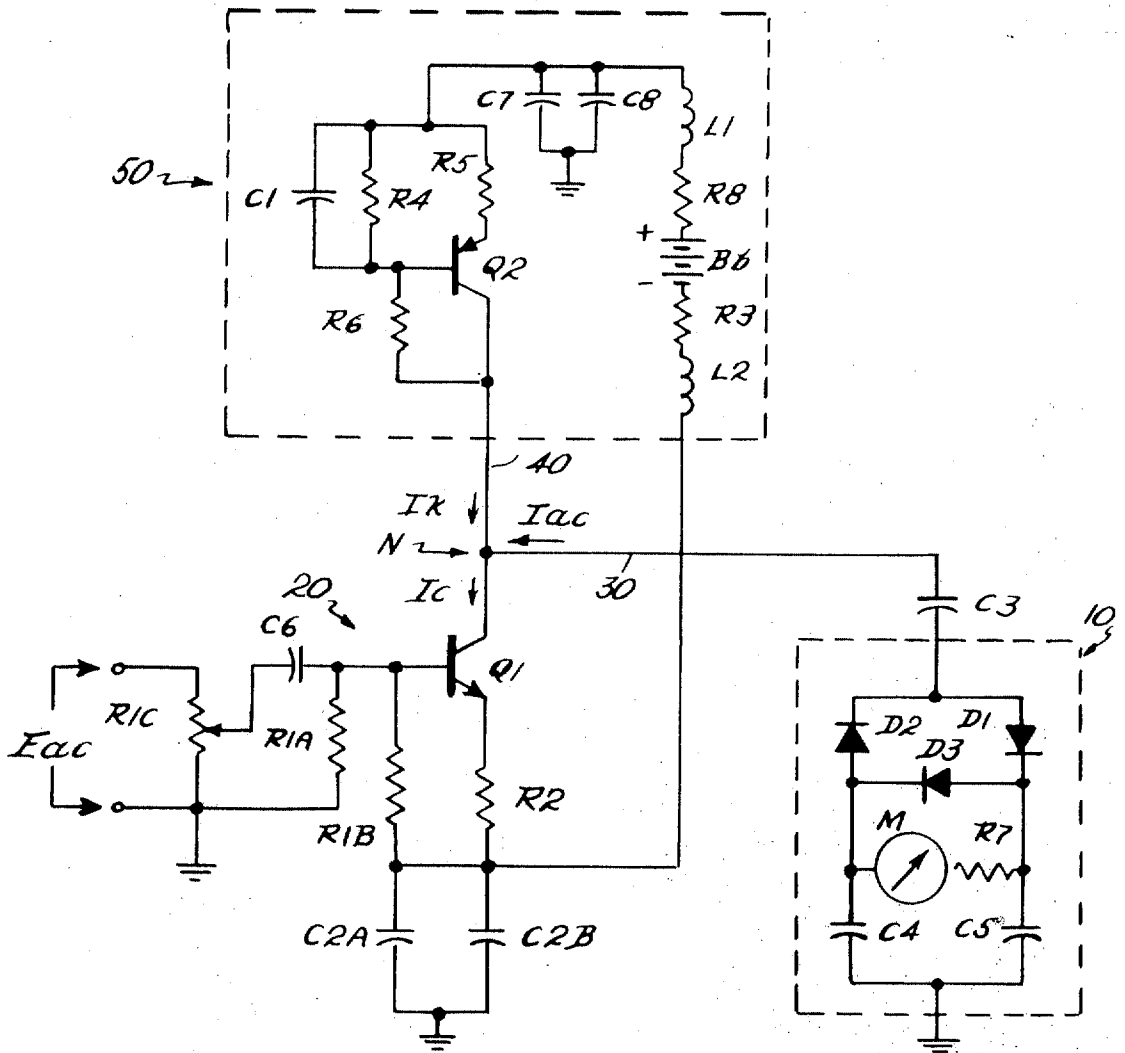 C7
C8
L1
50
C1
R4
R5
R8
+
Bb
-
Q2
R6
R3
L2
40
Ik
Iac
N
30
20
Ic
C3
10
C6
Q1
R1C
R1A
Eac
D2
D1
D3
R2
R1B
M
R7
C2A
C2B
C4
C5